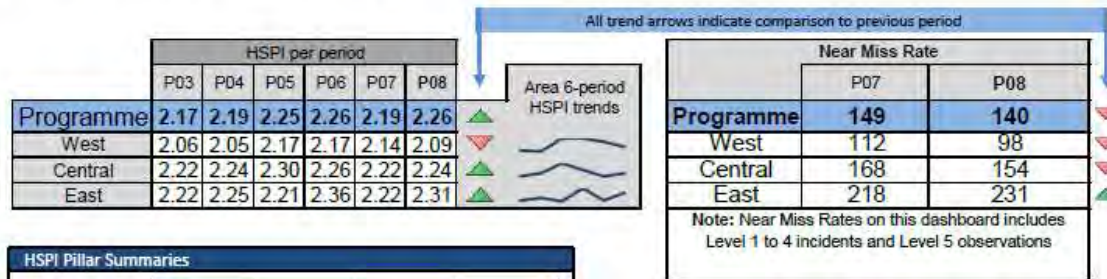 All trend arrows indicate comparison to previous period
HSPI per period
P03 P04 P05 P06 P07 P08
Area 6-period
HSPI trends
Programme 2.17 2.19 2.25 2.26 2.19 2.26
West 2.06 2.05 2.17 2.17 2.14 2.09
Central 2.22 2.24 2.30 2.26 2.22 2.24
East 2.22 2.25 2.21 2.36 2.22 2.31
Near Miss Rate
P07 P08
Programme 149 140
West 112 98
Central 168 154
East 218 231
Note: Near Miss Rates on this dashboard includes
Level 1 to 4 incidents and Level 5 observations
HSPI Pillar Summaries